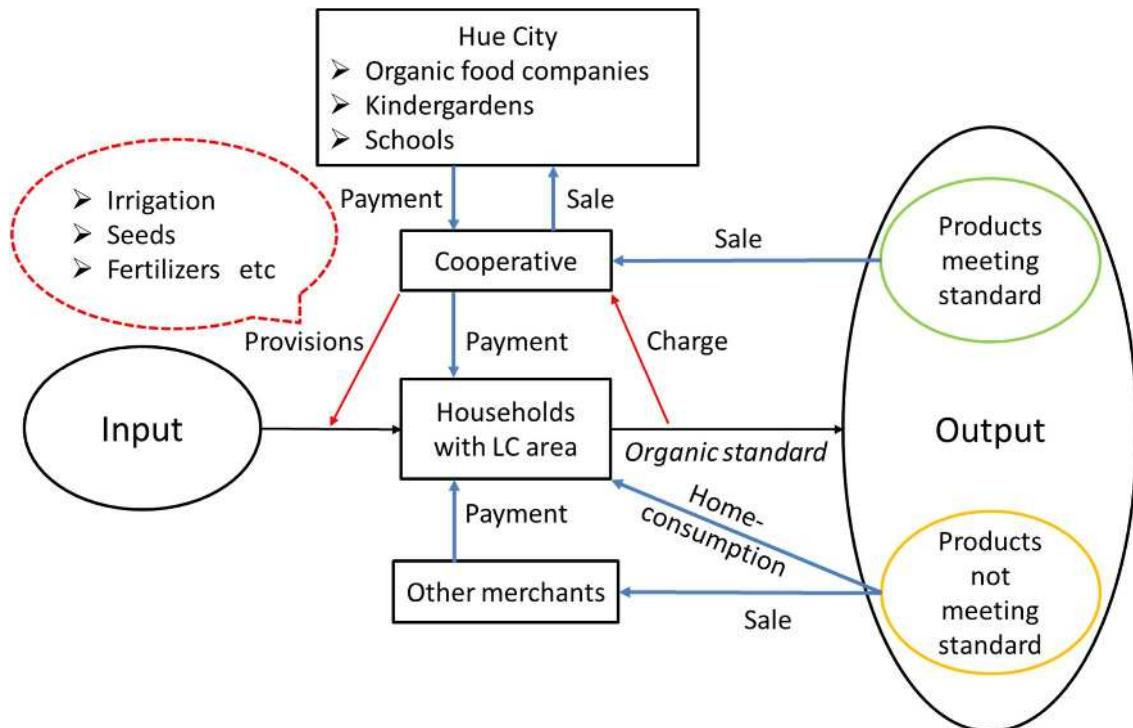 Hue City
➢ Organic food companies
➢ Kindergardens
➢ Schools
➢ Irrigation
➢ Seeds
➢ Fertilizers etc
Payment
Sale
Cooperative
Sale
Products
meeting
standard
Provisions
Payment
Charge
Input
Households
with LC area
Organic standard
Output
Payment
Home-
consumption
Other merchants
Sale
Products
not
meeting
standard